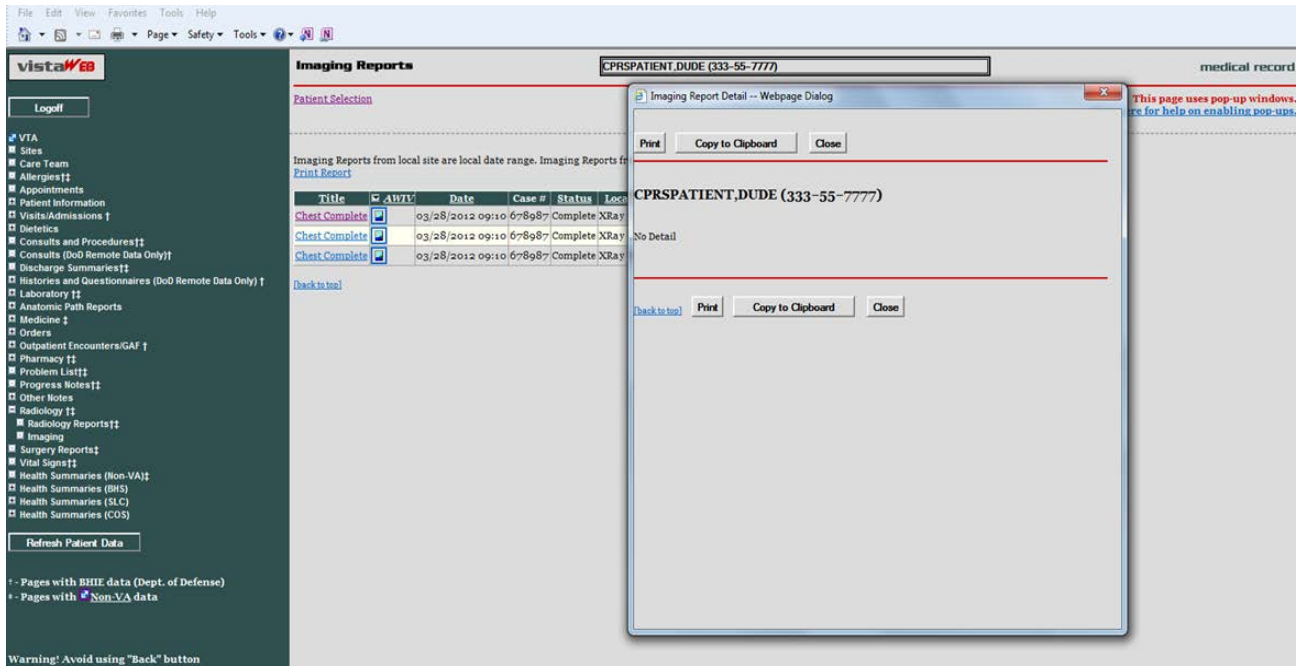 File Edit View Favorites Tools Help
Page Safety Tools
vistaWEB
Logoff
VTA
Sites
Care Team
Allergies†‡
Appointments
Patient Information
Visits/Admissions †
Dietetics
Consults and Procedures†‡
Consults (DoD Remote Data Only)†
Discharge Summaries†‡
Histories and Questionnaires (DoD Remote Data Only) †
Laboratory †‡
Anatomic Path Reports
Medicine ‡
Orders
Outpatient Encounters/GAF †
Pharmacy †‡
Problem List†‡
Progress Notes†‡
Other Notes
Radiology †‡
Radiology Reports†‡
Imaging
Surgery Reports‡
Vital Signs†‡
Health Summaries (Non-VA)‡
Health Summaries (BHS)
Health Summaries (SLC)
Health Summaries (COS)
Refresh Patient Data
† - Pages with BHIE data (Dept. of Defense)
‡ - Pages with Non-VA data
Warning! Avoid using "Back" button
Imaging Reports CPRSPATIENT,DUDE (333-55-7777) medical record
Patient Selection
This page uses pop-up windows.
for help on enabling pop-ups.
Imaging Reports from local site are local date range. Imaging Reports
Print Report
Title AWIV Date Case # Status
Chest Complete 03/28/2012 09:10 678987 Complete XRay
Chest Complete 03/28/2012 09:10 678987 Complete XRay
Chest Complete 03/28/2012 09:10 678987 Complete XRay
[back to top]
Imaging Report Detail -- Webpage Dialog
Print Copy to Clipboard Close
CPRSPATIENT,DUDE (333-55-7777)
No Detail
[back to top] Print Copy to Clipboard Close